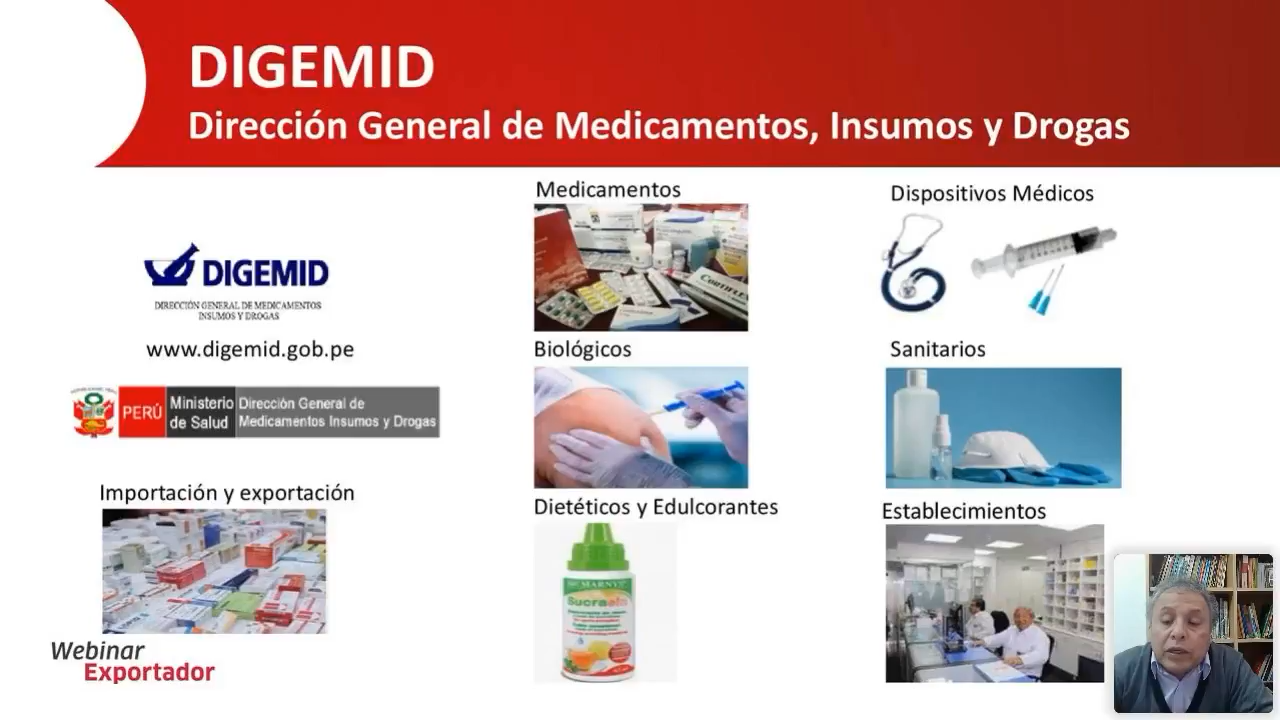 DIGEMID
Dirección General de Medicamentos, Insumos y Drogas
DIGEMID
DIRECCIÓN GENERAL DE MEDICAMENTOS
INSUMOS Y DROGAS
www.digemid.gob.pe
PERÚ
Ministerio
de Salud
Dirección General de
Medicamentos Insumos y Drogas
Importación y exportación
Webinar
Exportador
Medicamentos
Biológicos
Dietéticos y Edulcorantes
MARNYS
Dispositivos Médicos
Sanitarios
Establecimientos